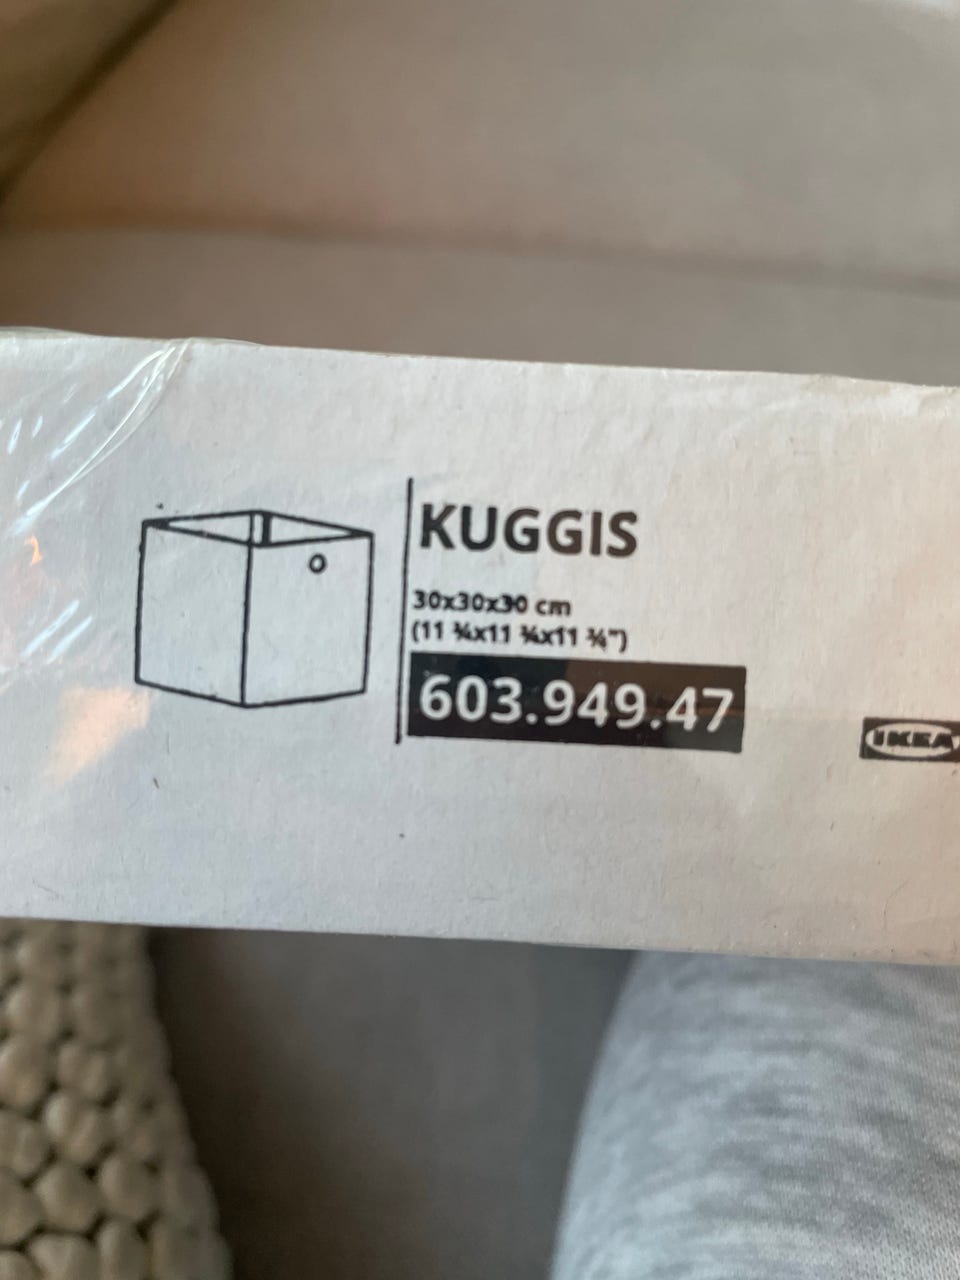 KUGGIS
30x30x30 cm
(11 ¾x11 ¾x11 ¾")
603.949.47
IKEA